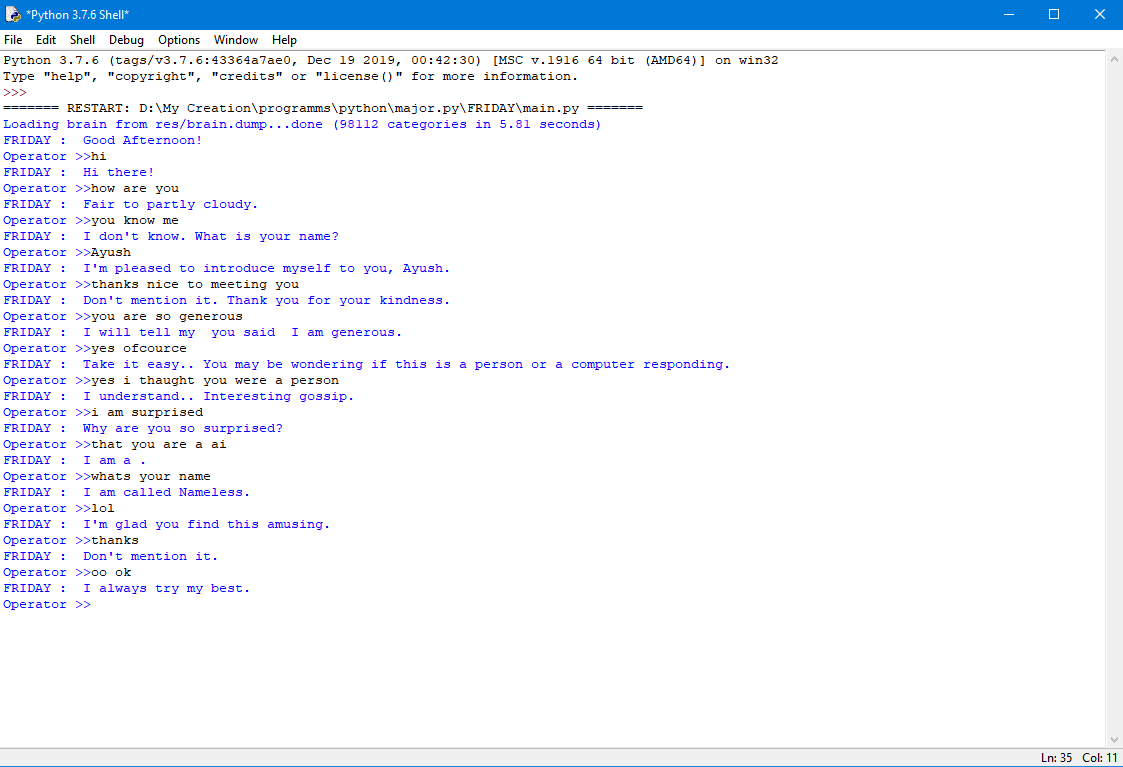 *Python 3.7.6 Shell*
File Edit Shell Debug Options Window Help
Python 3.7.6 (tags/v3.7.6:43364a7ae0, Dec 19 2019, 00:42:30) [MSC v.1916 64 bit (AMD64)] on win32
Type "help", "copyright", "credits" or "license()" for more information.
>>>
======= RESTART: D:\My Creation\programms\python\major.py\FRIDAY\main.py =======
Loading brain from res/brain.dump...done (98112 categories in 5.81 seconds)
FRIDAY :  Good Afternoon!
Operator >>hi
FRIDAY :  Hi there!
Operator >>how are you
FRIDAY :  Fair to partly cloudy.
Operator >>you know me
FRIDAY :  I don't know. What is your name?
Operator >>Ayush
FRIDAY :  I'm pleased to introduce myself to you, Ayush.
Operator >>thanks nice to meeting you
FRIDAY :  Don't mention it. Thank you for your kindness.
Operator >>you are so generous
FRIDAY :  I will tell my  you said  I am generous.
Operator >>yes ofcource
FRIDAY :  Take it easy.. You may be wondering if this is a person or a computer responding.
Operator >>yes i thaught you were a person
FRIDAY :  I understand.. Interesting gossip.
Operator >>i am surprised
FRIDAY :  Why are you so surprised?
Operator >>that you are a ai
FRIDAY :  I am a .
Operator >>whats your name
FRIDAY :  I am called Nameless.
Operator >>lol
FRIDAY :  I'm glad you find this amusing.
Operator >>thanks
FRIDAY :  Don't mention it.
Operator >>oo ok
FRIDAY :  I always try my best.
Operator >>
Ln: 35 Col: 11